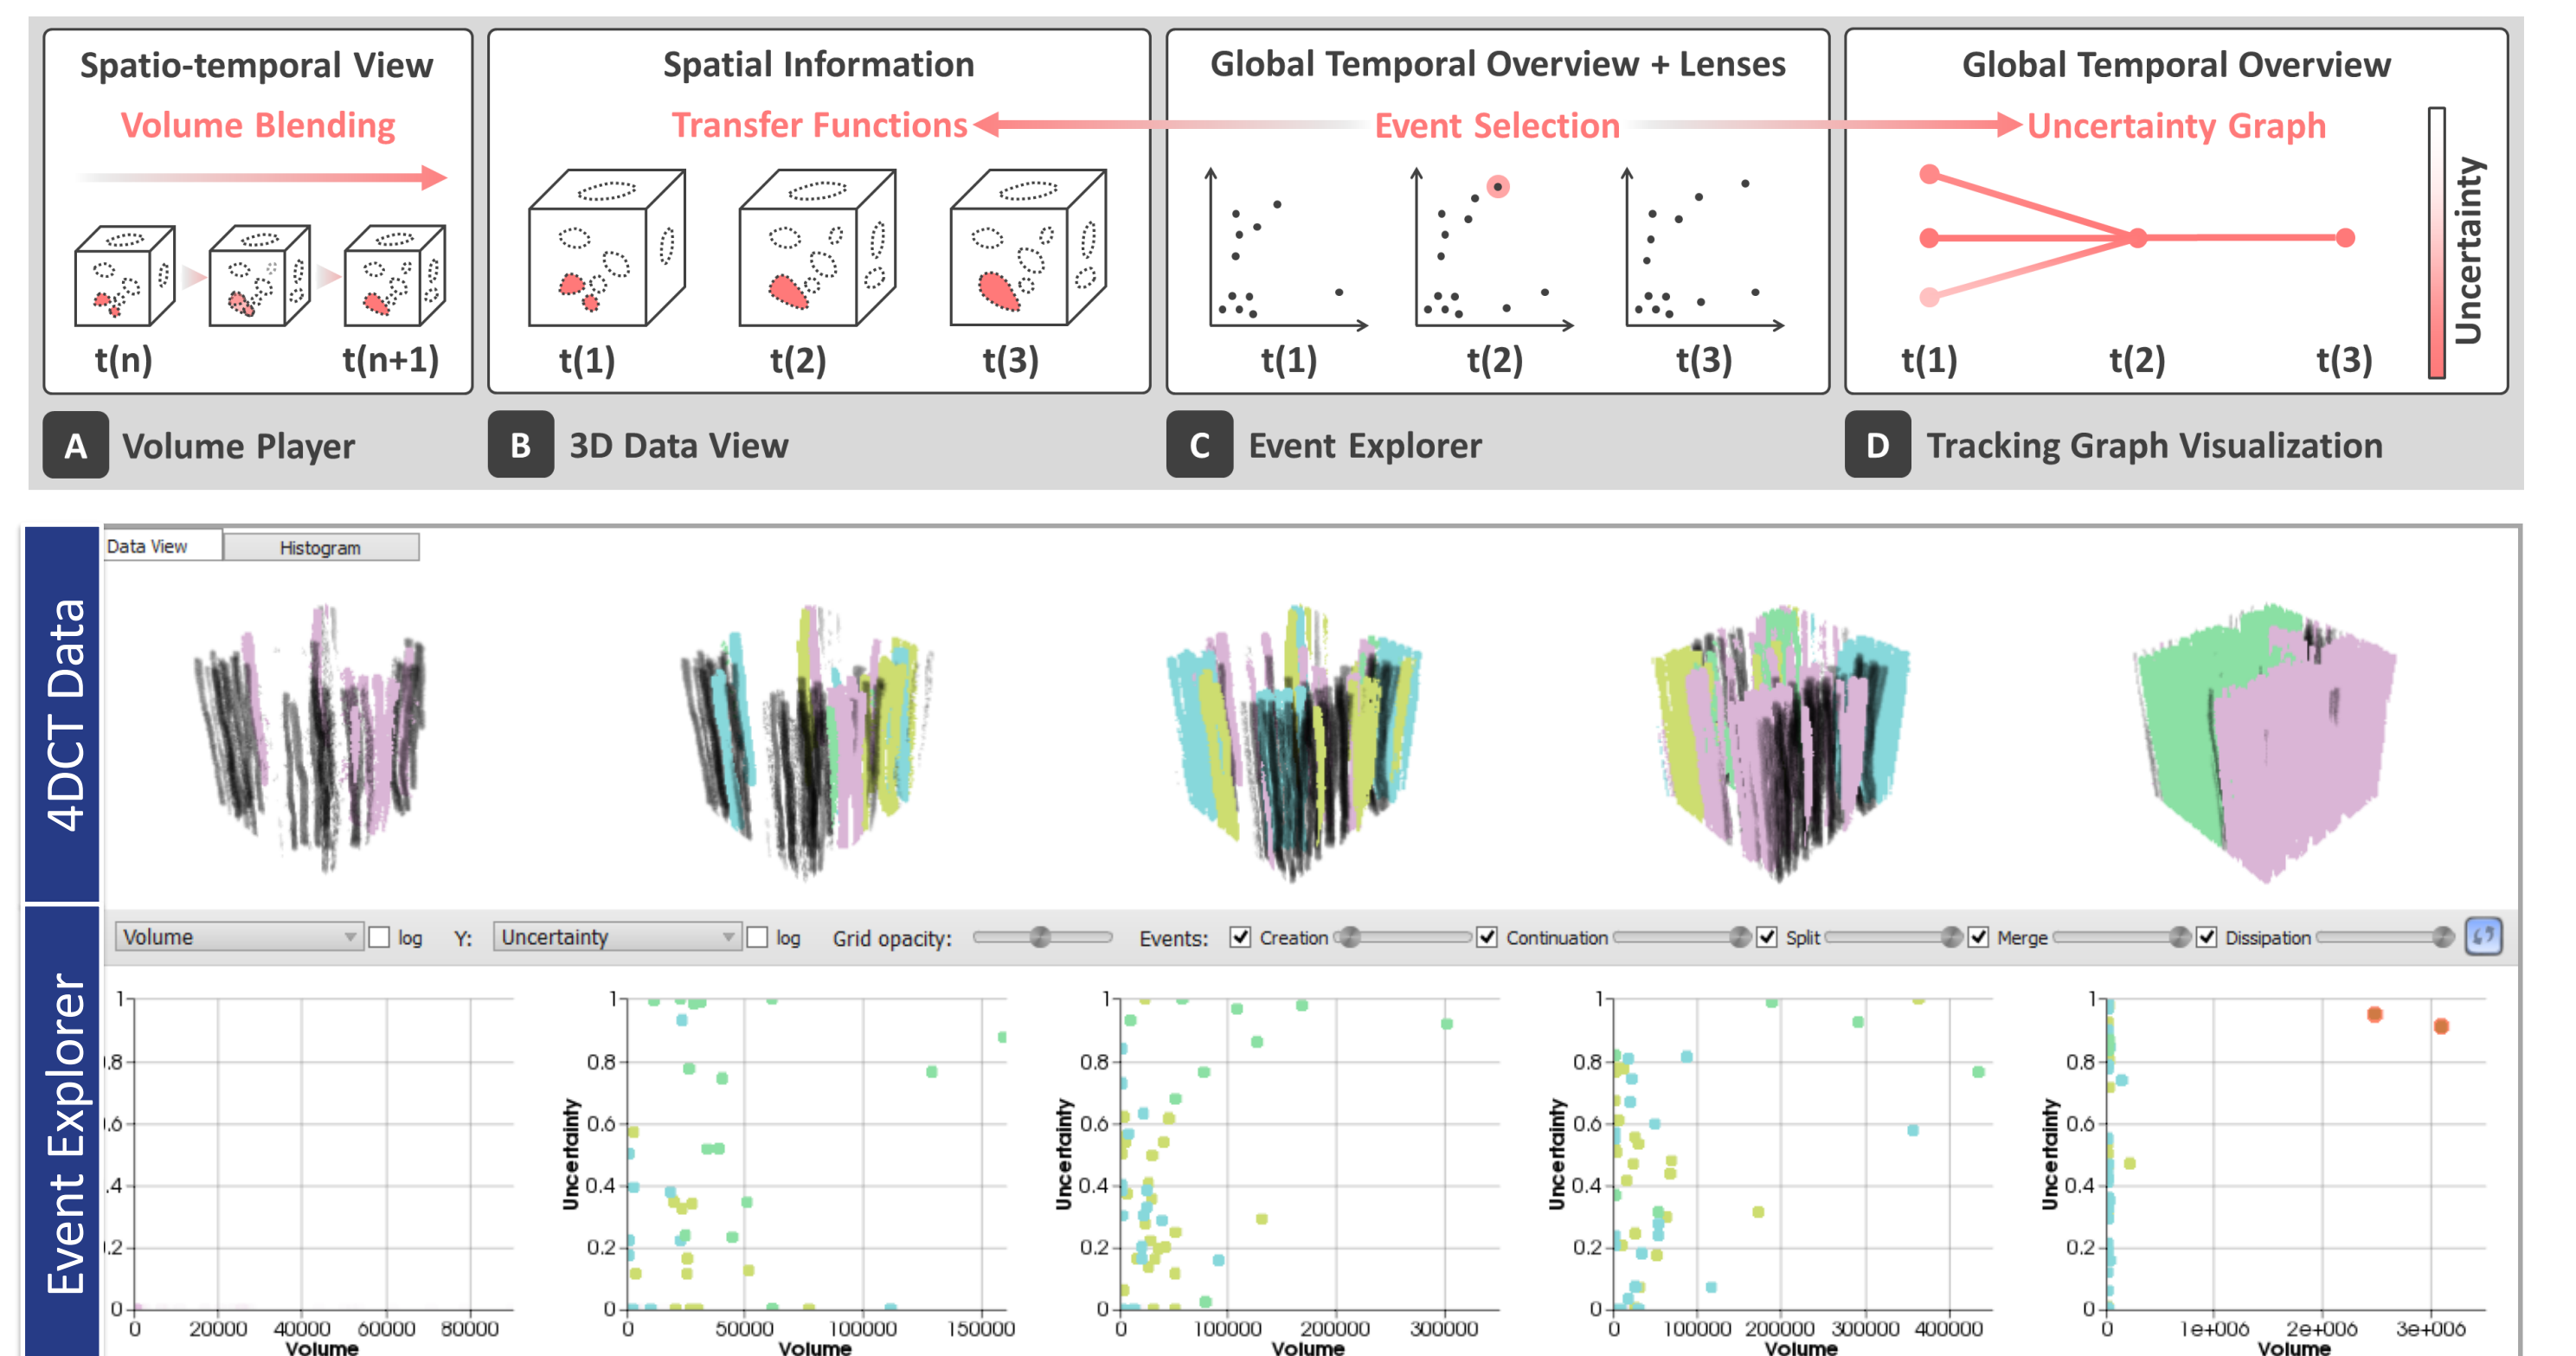 Spatio-temporal View
Volume Blending
t(n)
t(n+1)
A Volume Player
Spatial Information
Transfer Functions
t(1)
t(2)
t(3)
B 3D Data View
Global Temporal Overview + Lenses
Event Selection
t(1)
t(2)
t(3)
C Event Explorer
Global Temporal Overview
Uncertainty Graph
Uncertainty
t(1)
t(2)
t(3)
D Tracking Graph Visualization
4DCT Data
Data View
Histogram
Event Explorer
Volume log Y: Uncertainty log Grid opacity: Events: Creation Continuation Split Merge Dissipation
1
.8
.6
.4
.2
0
0 20000 40000 60000 80000
Volume
Uncertainty
1
0.8
0.6
0.4
0.2
0
0 50000 100000 150000
Volume
Uncertainty
1
0.8
0.6
0.4
0.2
0
0 100000 200000 300000
Volume
Uncertainty
1
0.8
0.6
0.4
0.2
0
0 100000 200000 300000 400000
Volume
Uncertainty
1
0.8
0.6
0.4
0.2
0
0 1e+006 2e+006 3e+006
Volume